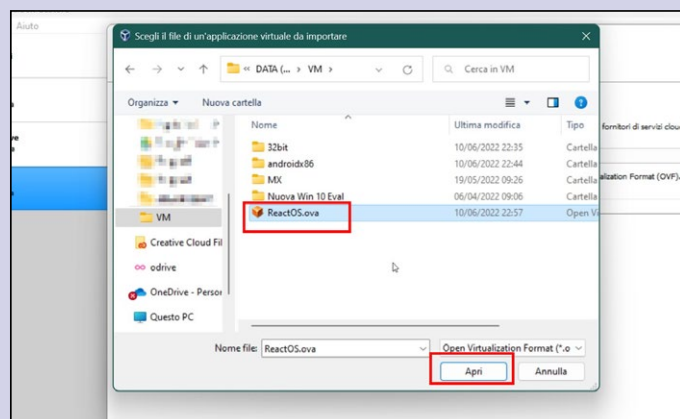 Aiuto
Scegli il file di un'applicazione virtuale da importare
« DATA (... › VM ›
Cerca in VM
Organizza
Nuova cartella
Nome
Ultima modifica
Tipo
32bit
10/06/2022 22:35
Cartella
androidx86
10/06/2022 22:44
Cartella
MX
19/05/2022 09:26
Cartella
Nuova Win 10 Eval
06/04/2022 09:06
Cartella
ReactOS.ova
10/06/2022 22:57
Open Vi
VM
Creative Cloud Fil
odrive
OneDrive - Person
Questo PC
fornitori di servizi cloud
alization Format (OVF).
Nome file:
ReactOS.ova
Open Virtualization Format (*.o
Apri
Annulla